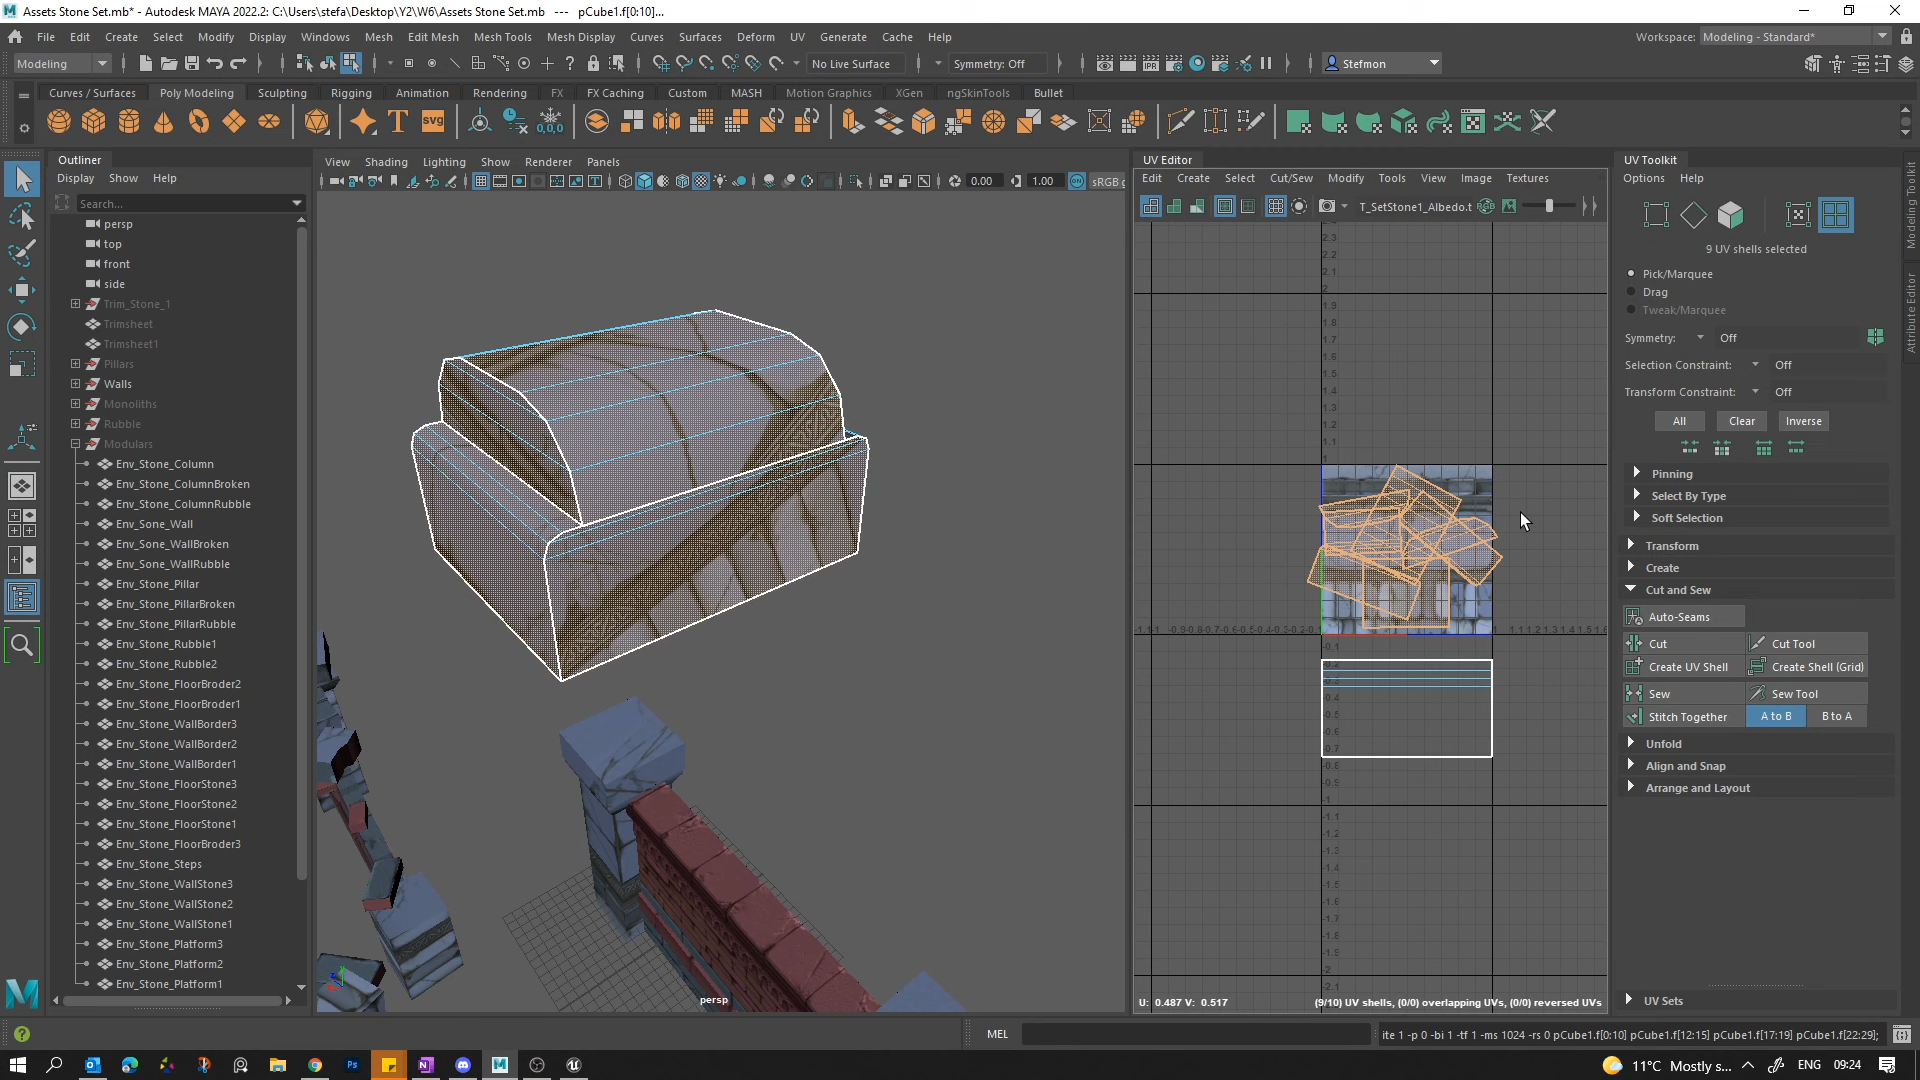 Assets Stone Set.mb* - Autodesk MAYA 2022.2: C:\Users\stefa\Desktop\Y2\W6\Assets Stone Set.mb --- pCube1.f[0:10]...
File Edit Create Select Modify Display Windows Mesh Edit Mesh Mesh Tools Mesh Display Curves Surfaces Deform UV Generate Cache Help
Workspace: Modeling - Standard*
Modeling
No Live Surface
Symmetry: Off
Stefmon
Curves / Surfaces Poly Modeling Sculpting Rigging Animation Rendering FX FX Caching Custom MASH Motion Graphics XGen ngSkinTools Bullet
T SVG 0,0,0
Outliner
Display Show Help
Search...
persp
top
front
side
Trim_Stone_1
Trimsheet
Trimsheet1
Pillars
Walls
Monoliths
Rubble
Modulars
Env_Stone_Column
Env_Stone_ColumnBroken
Env_Stone_ColumnRubble
Env_Sone_Wall
Env_Sone_WallBroken
Env_Sone_WallRubble
Env_Stone_Pillar
Env_Stone_PillarBroken
Env_Stone_PillarRubble
Env_Stone_Rubble1
Env_Stone_Rubble2
Env_Stone_FloorBroder2
Env_Stone_FloorBroder1
Env_Stone_WallBorder3
Env_Stone_WallBorder2
Env_Stone_WallBorder1
Env_Stone_FloorStone3
Env_Stone_FloorStone2
Env_Stone_FloorStone1
Env_Stone_FloorBroder3
Env_Stone_Steps
Env_Stone_WallStone3
Env_Stone_WallStone2
Env_Stone_WallStone1
Env_Stone_Platform3
Env_Stone_Platform2
Env_Stone_Platform1
View Shading Lighting Show Renderer Panels
0.00 1.00 sRGB
persp
UV Editor
Edit Create Select Cut/Sew Modify Tools View Image Textures
T_SetStone1_Albedo.t
U: 0.487 V: 0.517
(9/10) UV shells, (0/0) overlapping UVs, (0/0) reversed UVs
UV Toolkit
Options Help
9 UV shells selected
Pick/Marquee
Drag
Tweak/Marquee
Symmetry: Off
Selection Constraint: Off
Transform Constraint: Off
All Clear Inverse
Pinning
Select By Type
Soft Selection
Transform
Create
Cut and Sew
Auto-Seams
Cut Cut Tool
Create UV Shell Create Shell (Grid)
Sew Sew Tool
Stitch Together A to B B to A
Unfold
Align and Snap
Arrange and Layout
UV Sets
Modeling Toolkit
Attribute Editor
MEL
ite 1 -p 0 -bi 1 -tf 1 -ms 1024 -rs 0 pCube1.f[0:10] pCube1.f[12:15] pCube1.f[17:19] pCube1.f[22:29];
11°C Mostly s... ENG 09:24